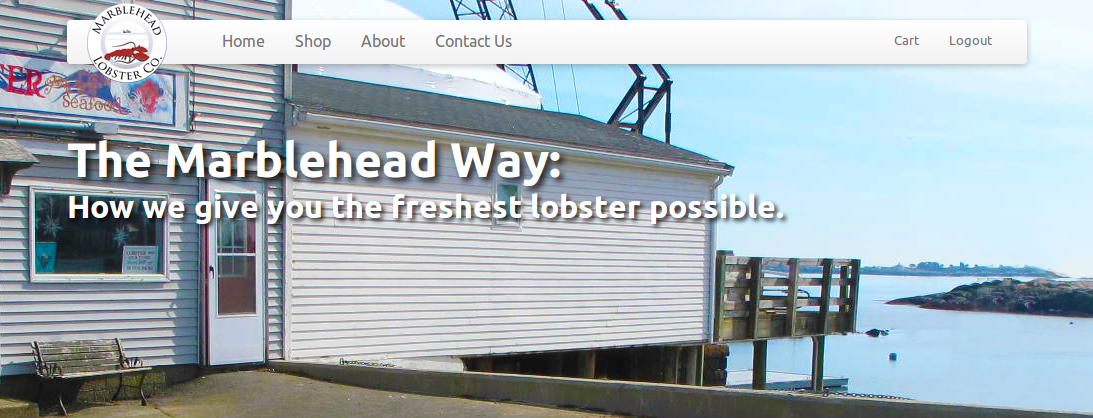 MARBLEHEAD
LOBSTER CO.
Home Shop About Contact Us Cart Logout
ER
Seafood
The Marblehead Way:
How we give you the freshest lobster possible.